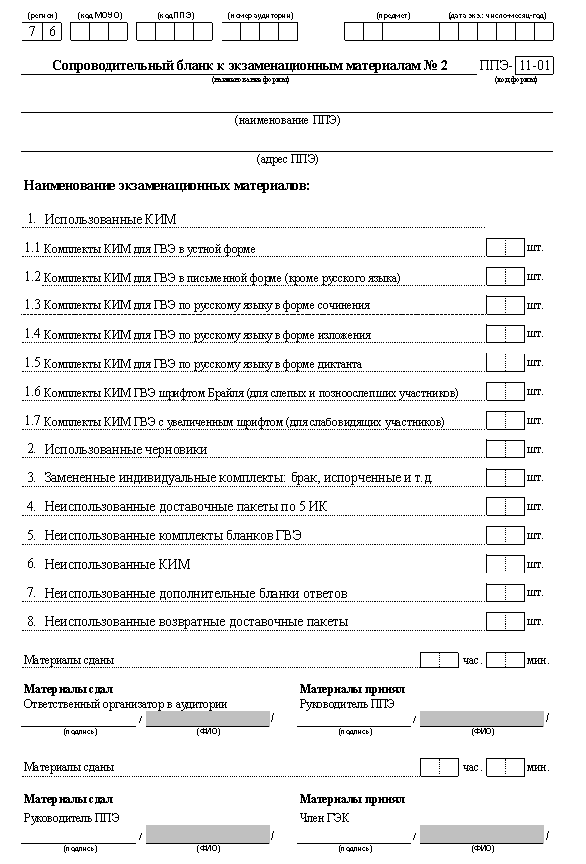 (регион) (код МОУО) (код ППЭ) (номер аудитории) (предмет) (дата экз.: число-месяц-год)
7 6
Сопроводительный бланк к экзаменационным материалам № 2 ППЭ- 11-01
(наименование формы) (код формы)
(наименование ППЭ)
(адрес ППЭ)
Наименование экзаменационных материалов:
1. Использованные КИМ
1.1 Комплекты КИМ для ГВЭ в устной форме шт.
1.2 Комплекты КИМ для ГВЭ в письменной форме (кроме русского языка) шт.
1.3 Комплекты КИМ для ГВЭ по русскому языку в форме сочинения шт.
1.4 Комплекты КИМ для ГВЭ по русскому языку в форме изложения шт.
1.5 Комплекты КИМ для ГВЭ по русскому языку в форме диктанта шт.
1.6 Комплекты КИМ ГВЭ шрифтом Брайля (для слепых и поздноослепших участников) шт.
1.7 Комплекты КИМ ГВЭ с увеличенным шрифтом (для слабовидящих участников) шт.
2. Использованные черновики шт.
3. Замененные индивидуальные комплекты: брак, испорченные и т.д. шт.
4. Неиспользованные доставочные пакеты по 5 ИК шт.
5. Неиспользованные комплекты бланков ГВЭ шт.
6. Неиспользованные КИМ шт.
7. Неиспользованные дополнительные бланки ответов шт.
8. Неиспользованные возвратные доставочные пакеты шт.
Материалы сданы час. мин.
Материалы сдал Материалы принял
Ответственный организатор в аудитории Руководитель ППЭ
/ / / /
(подпись) (ФИО) (подпись) (ФИО)
Материалы сданы час. мин.
Материалы сдал Материалы принял
Руководитель ППЭ Член ГЭК
/ / / /
(подпись) (ФИО) (подпись) (ФИО)